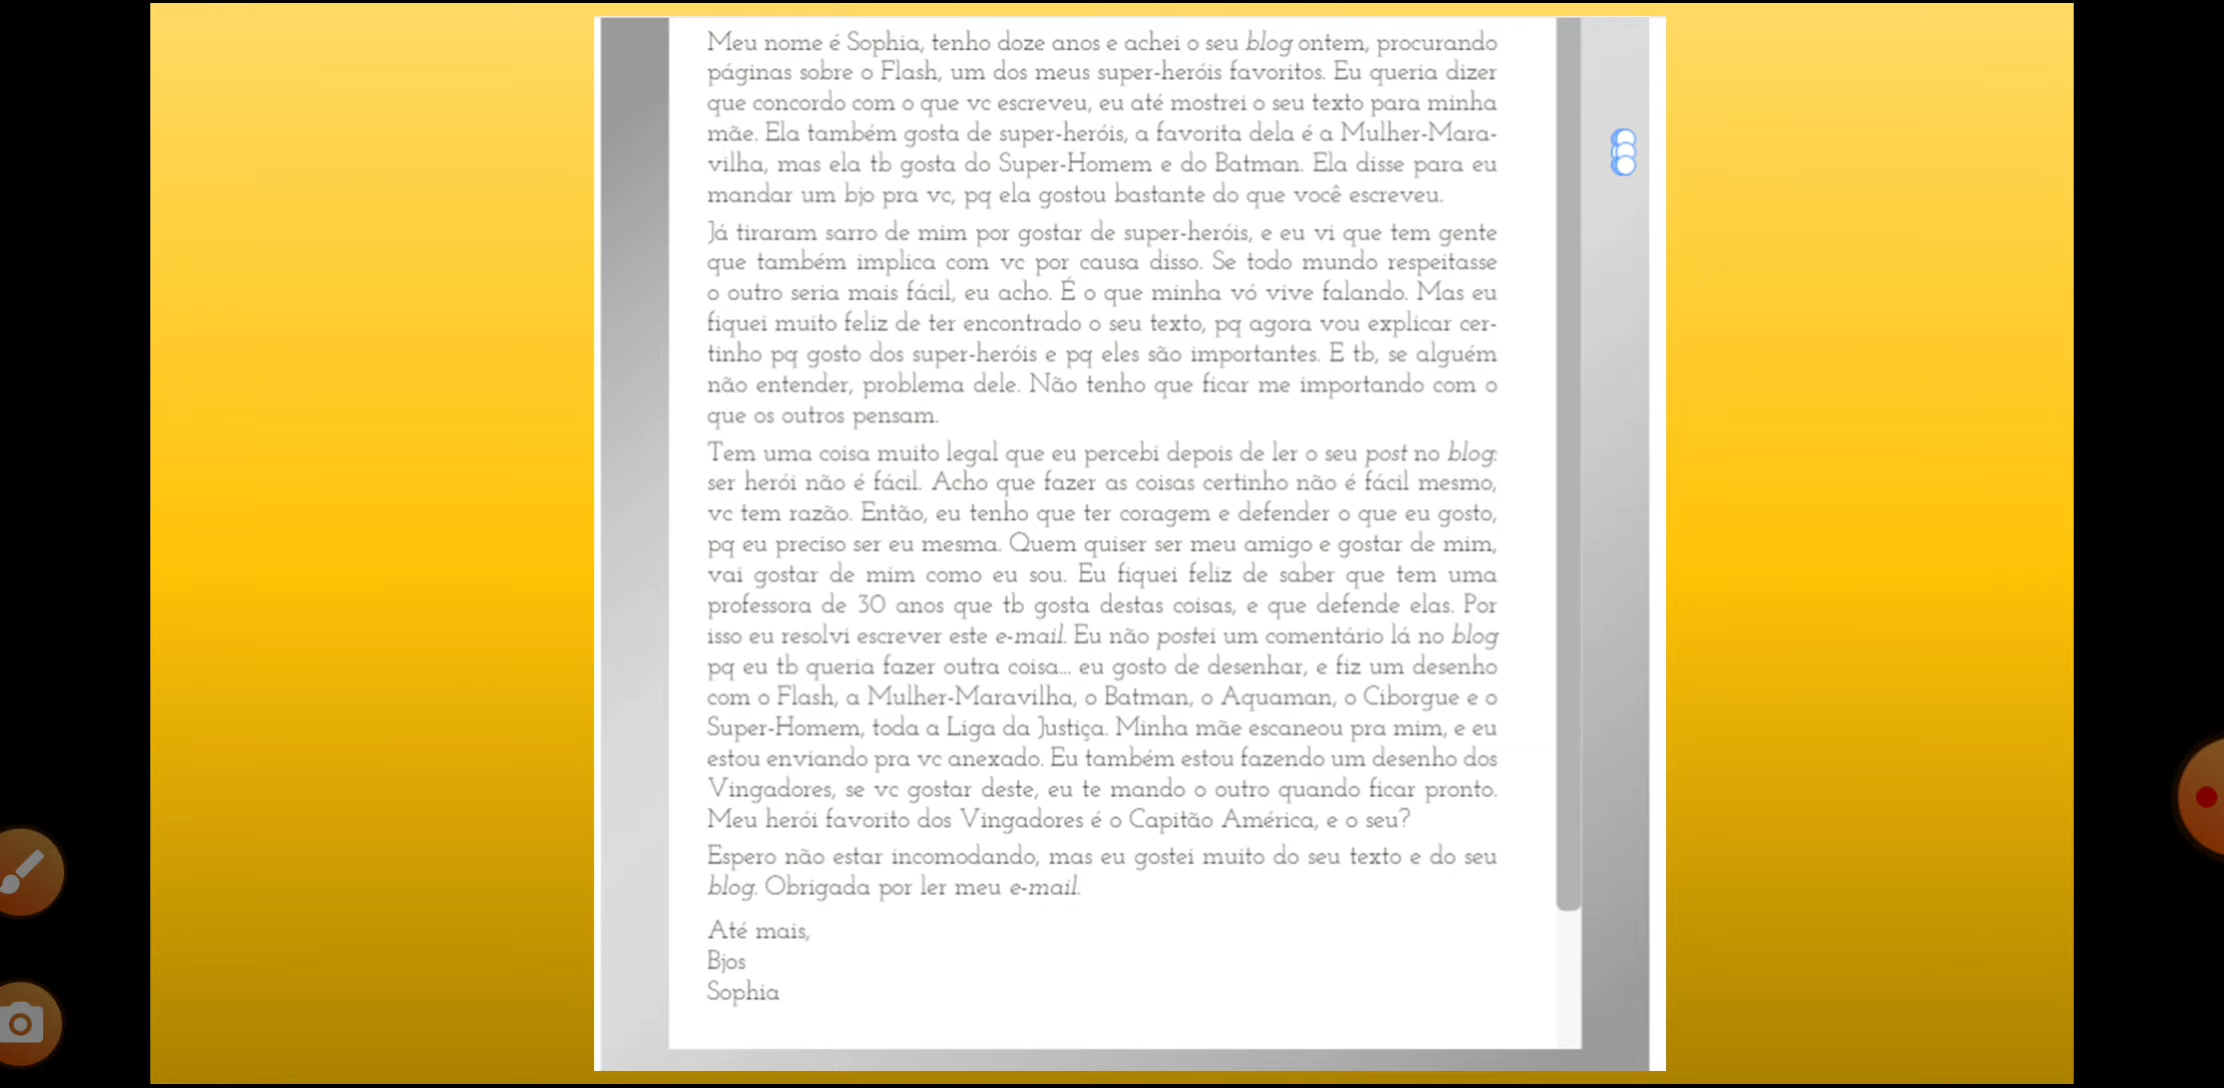 Meu nome é Sophia, tenho doze anos e achei o seu blog ontem, procurando
páginas sobre o Flash, um dos meus super-heróis favoritos. Eu queria dizer
que concordo com o que vc escreveu, eu até mostrei o seu texto para minha
mãe. Ela também gosta de super-heróis, a favorita dela é a Mulher-Mara-
vilha, mas ela tb gosta do Super-Homem e do Batman. Ela disse para eu
mandar um bjo pra vc, pq ela gostou bastante do que você escreveu.
Já tiraram sarro de mim por gostar de super-heróis, e eu vi que tem gente
que também implica com vc por causa disso. Se todo mundo respeitasse
o outro seria mais fácil, eu acho. É o que minha vó vive falando. Mas eu
fiquei muito feliz de ter encontrado o seu texto, pq agora vou explicar cer-
tinho pq gosto dos super-heróis e pq eles são importantes. E tb, se alguém
não entender, problema dele. Não tenho que ficar me importando com o
que os outros pensam.
Tem uma coisa muito legal que eu percebi depois de ler o seu post no blog:
ser herói não é fácil. Acho que fazer as coisas certinho não é fácil mesmo,
vc tem razão. Então, eu tenho que ter coragem e defender o que eu gosto,
pq eu preciso ser eu mesma. Quem quiser ser meu amigo e gostar de mim,
vai gostar de mim como eu sou. Eu fiquei feliz de saber que tem uma
professora de 30 anos que tb gosta destas coisas, e que defende elas. Por
isso eu resolvi escrever este e-mail. Eu não postei um comentário lá no blog
pq eu tb queria fazer outra coisa... eu gosto de desenhar, e fiz um desenho
com o Flash, a Mulher-Maravilha, o Batman, o Aquaman, o Ciborgue e o
Super-Homem, toda a Liga da Justiça. Minha mãe escaneou pra mim, e eu
estou enviando pra vc anexado. Eu também estou fazendo um desenho dos
Vingadores, se vc gostar deste, eu te mando o outro quando ficar pronto.
Meu herói favorito dos Vingadores é o Capitão América, e o seu?
Espero não estar incomodando, mas eu gostei muito do seu texto e do seu
blog. Obrigada por ler meu e-mail.
Até mais,
Bjos
Sophia